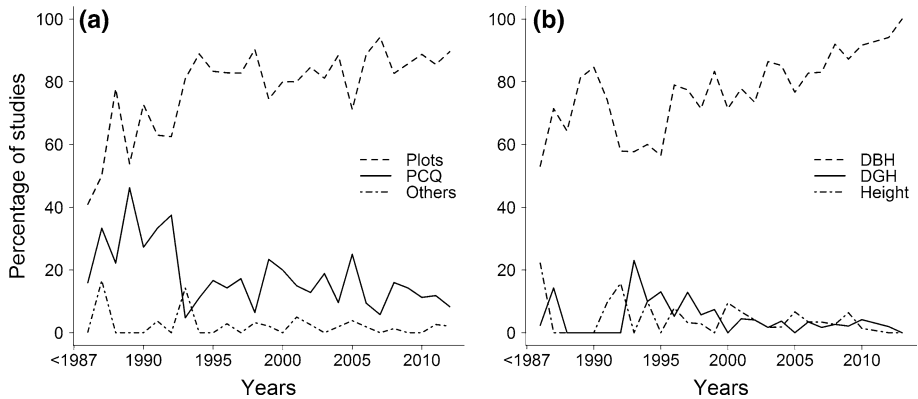 (a)
Percentage of studies
100
80
60
40
20
0
Plots
PCQ
Others
<1987
1990
1995
2000
2005
2010
Years
(b)
100
80
60
40
20
0
DBH
DGH
Height
<1987
1990
1995
2000
2005
2010
Years